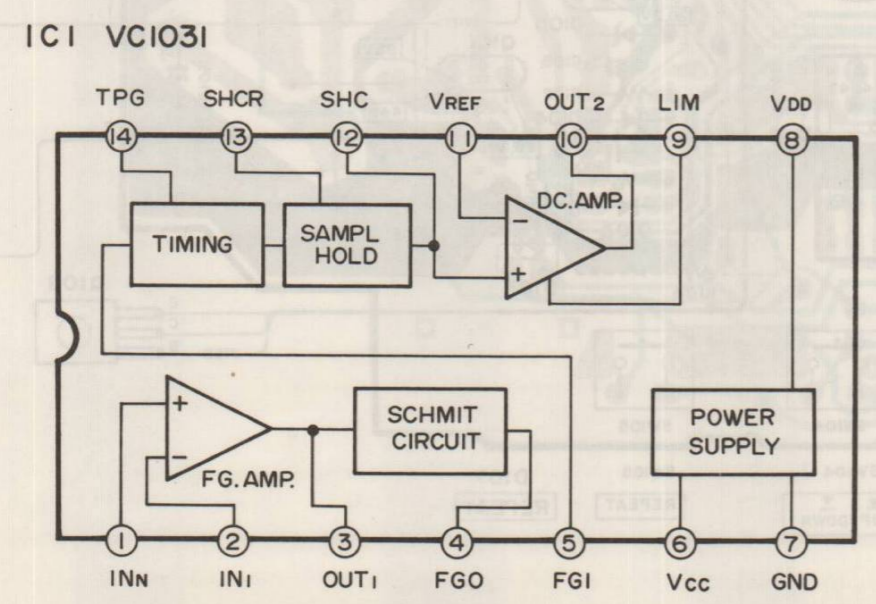 IC1 VC1031
TPG SHCR SHC VREF OUT2 LIM VDD
14 13 12 11 10 9 8
DC.AMP.
TIMING
SAMPL
HOLD
−
+
+
−
FG.AMP.
SCHMIT
CIRCUIT
POWER
SUPPLY
1 2 3 4 5 6 7
INN IN1 OUT1 FGO FGI VCC GND